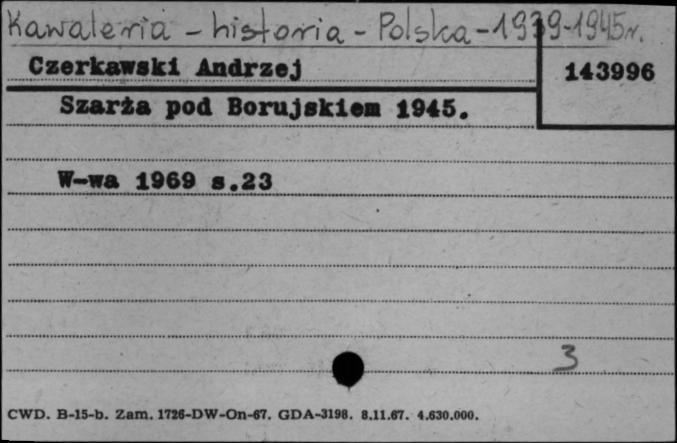 Kawaleria - historia - Polska - 1939-1945r.
Czerkawski Andrzej
143996
Szarża pod Borujskiem 1945.
W-wa 1969 s.23
3
CWD. B-15-b. Zam. 1726-DW-On-67. GDA-3198. 8.11.67. 4.630.000.